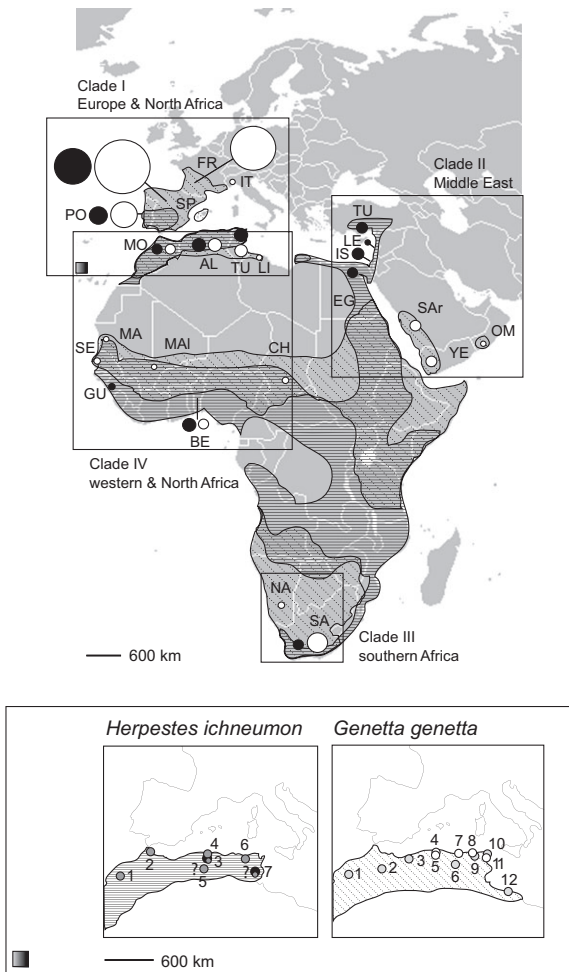 Clade I
Europe & North Africa
Clade II
Middle East
FR
IT
SP
PO
TU
LE
IS
MO
AL
TU
LI
EG
SAr
OM
YE
MA
SE
MAl
CH
GU
BE
Clade IV
western & North Africa
NA
SA
Clade III
southern Africa
600 km
Herpestes ichneumon
Genetta genetta
1
2
3
4
?
5
6
?
7
1
2
3
4
5
6
7
8
9
10
11
12
600 km